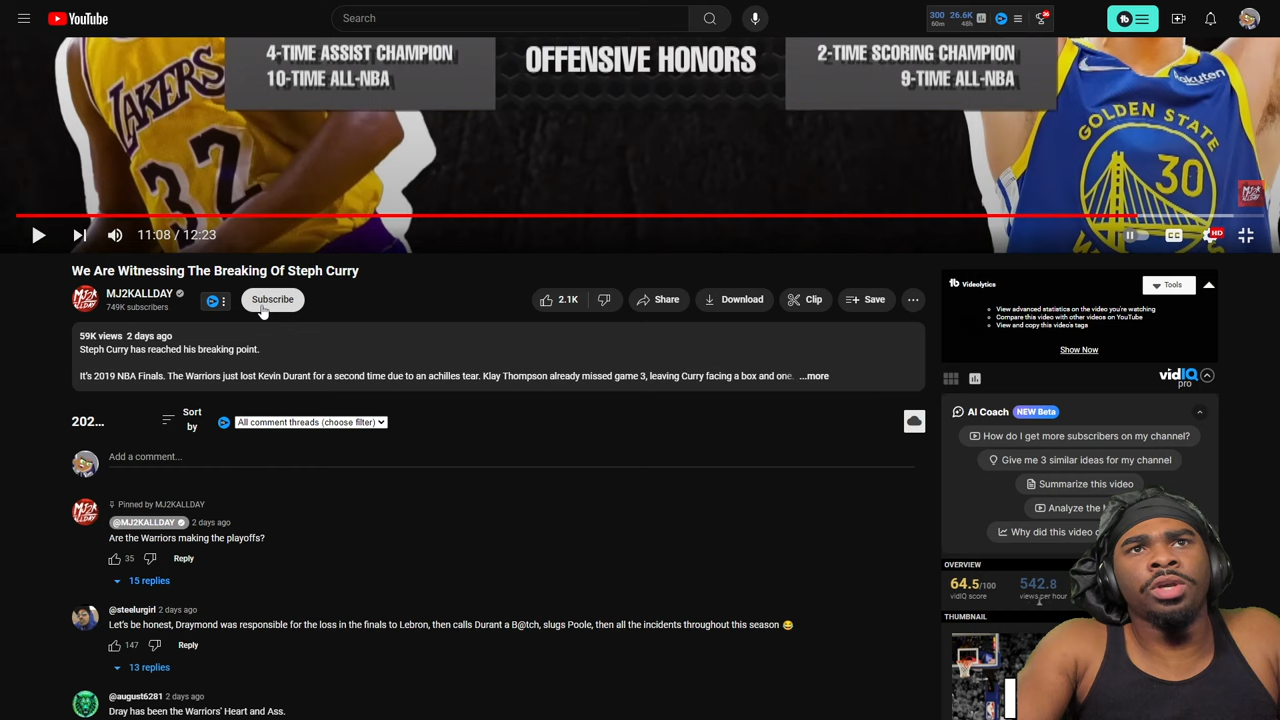 YouTube
Search
300 26.6K
60m 48h
4-TIME ASSIST CHAMPION
10-TIME ALL-NBA
OFFENSIVE HONORS
2-TIME SCORING CHAMPION
9-TIME ALL-NBA
LAKERS
32
Rakuten
GOLDEN STATE
30
11:08 / 12:23
CC
HD
We Are Witnessing The Breaking Of Steph Curry
MJ2KALLDAY
749K subscribers
Subscribe
2.1K
Share
Download
Clip
Save
59K views 2 days ago
Steph Curry has reached his breaking point.
It's 2019 NBA Finals. The Warriors just lost Kevin Durant for a second time due to an achilles tear. Klay Thompson already missed game 3, leaving Curry facing a box and one. ...more
202...
Sort by
All comment threads (choose filter)
Add a comment...
Pinned by MJ2KALLDAY
@MJ2KALLDAY 2 days ago
Are the Warriors making the playoffs?
35 Reply
15 replies
@steelurgirl 2 days ago
Let's be honest, Draymond was responsible for the loss in the finals to Lebron, then calls Durant a B@tch, slugs Poole, then all the incidents throughout this season 😂
147 Reply
13 replies
@august6281 2 days ago
Dray has been the Warriors' Heart and Ass.
tb Videolytics
Tools
View advanced statistics on the video you're watching
Compare this video with other videos on YouTube
View and copy this video's tags
Show Now
vidIQ
pro
AI Coach NEW Beta
How do I get more subscribers on my channel?
Give me 3 similar ideas for my channel
Summarize this video
Analyze the
Why did this video
OVERVIEW
64.5/100 542.8
vidIQ score views per hour
THUMBNAIL